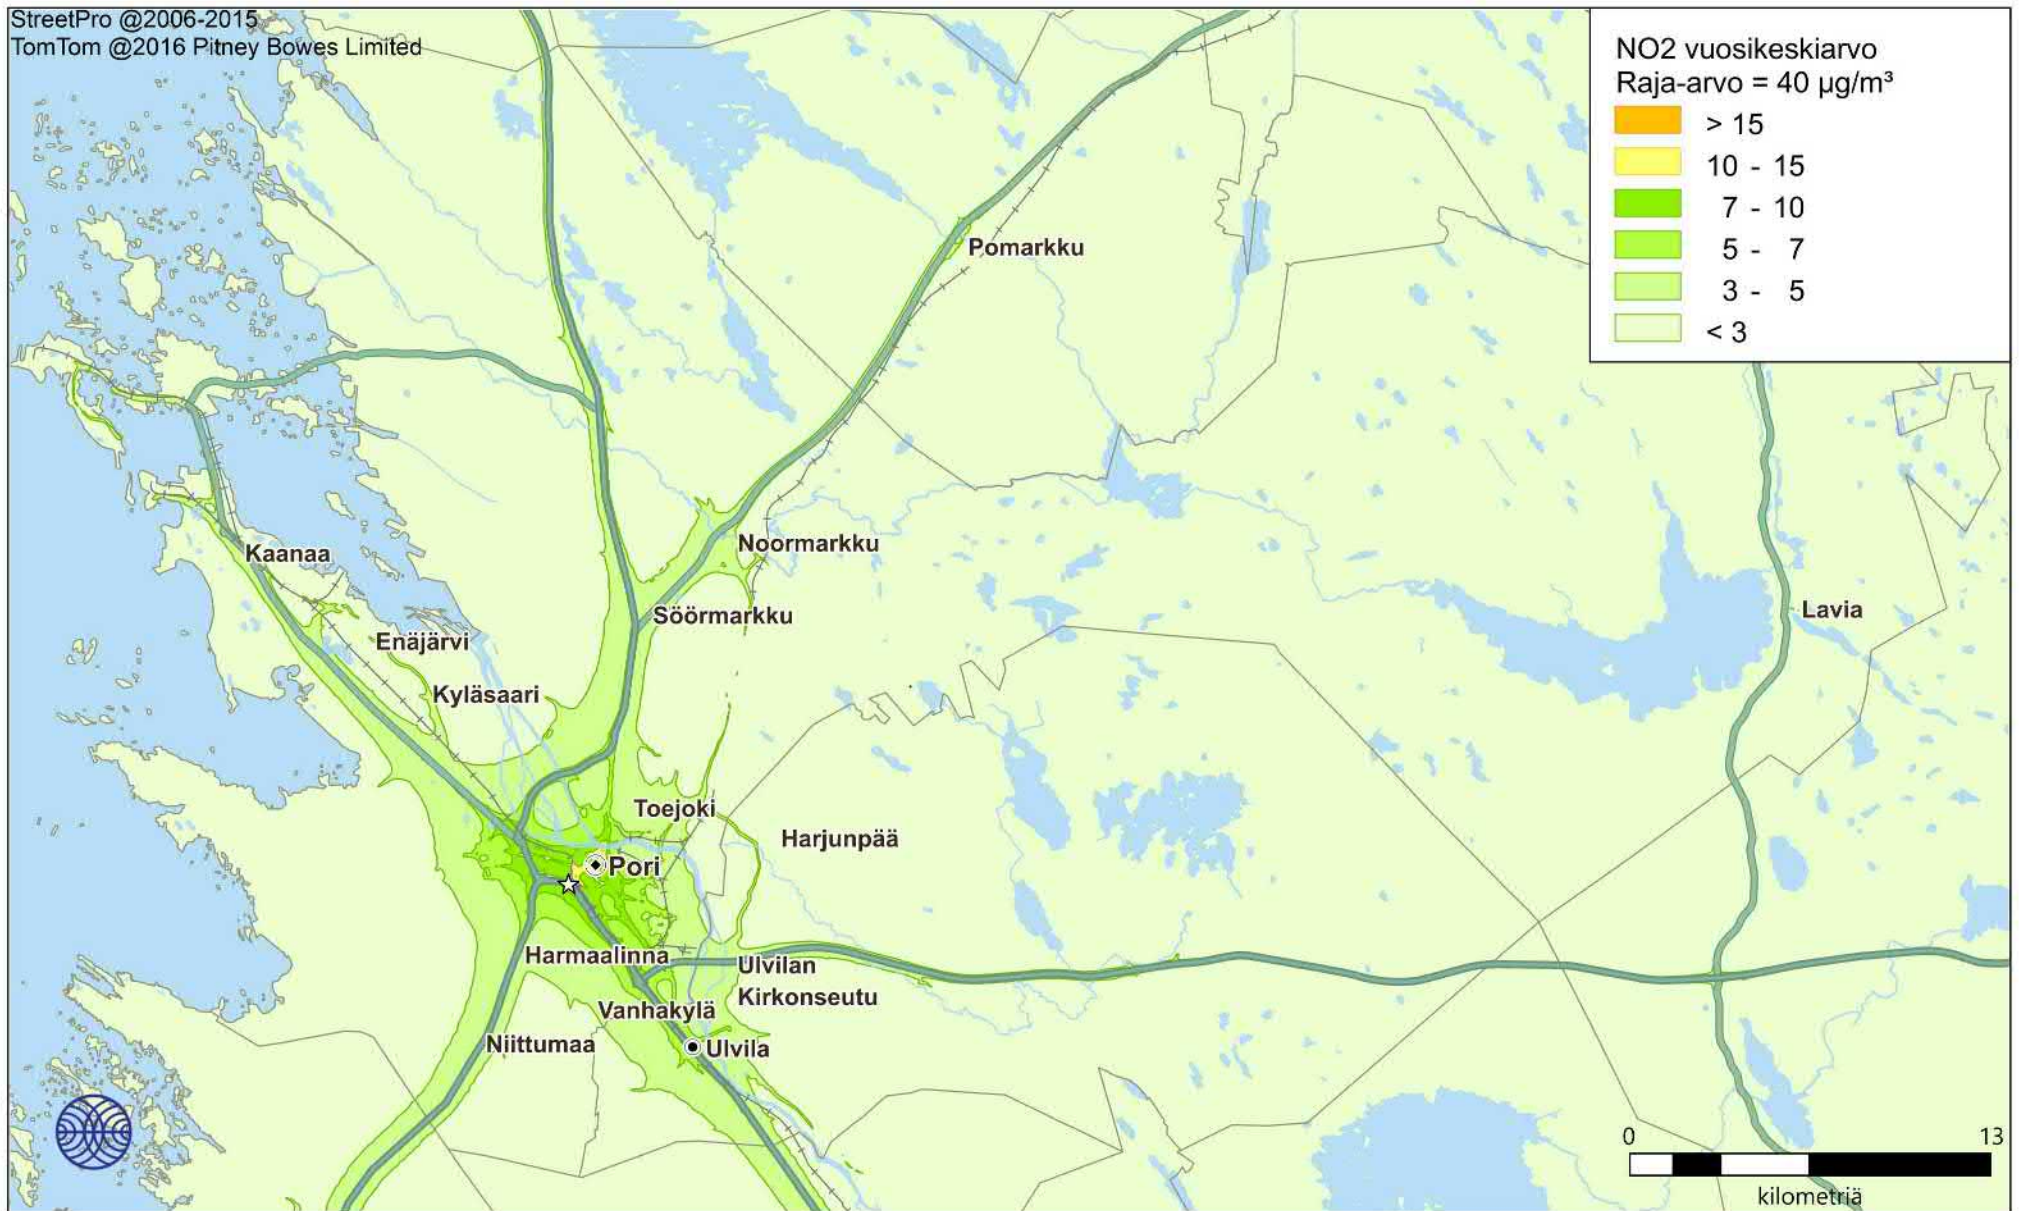 StreetPro @2006-2015
TomTom @2016 Pitney Bowes Limited
NO2 vuosikeskiarvo
Raja-arvo = 40 µg/m³
> 15
10 - 15
7 - 10
5 - 7
3 - 5
< 3
Pomarkku
Noormarkku
Kaanaa
Söörmarkku
Lavia
Enäjärvi
Kyläsaari
Toejoki
Harjunpää
Pori
Harmaalinna
Ulvilan
Kirkonseutu
Vanhakylä
Niittumaa
Ulvila
0 13
kilometriä